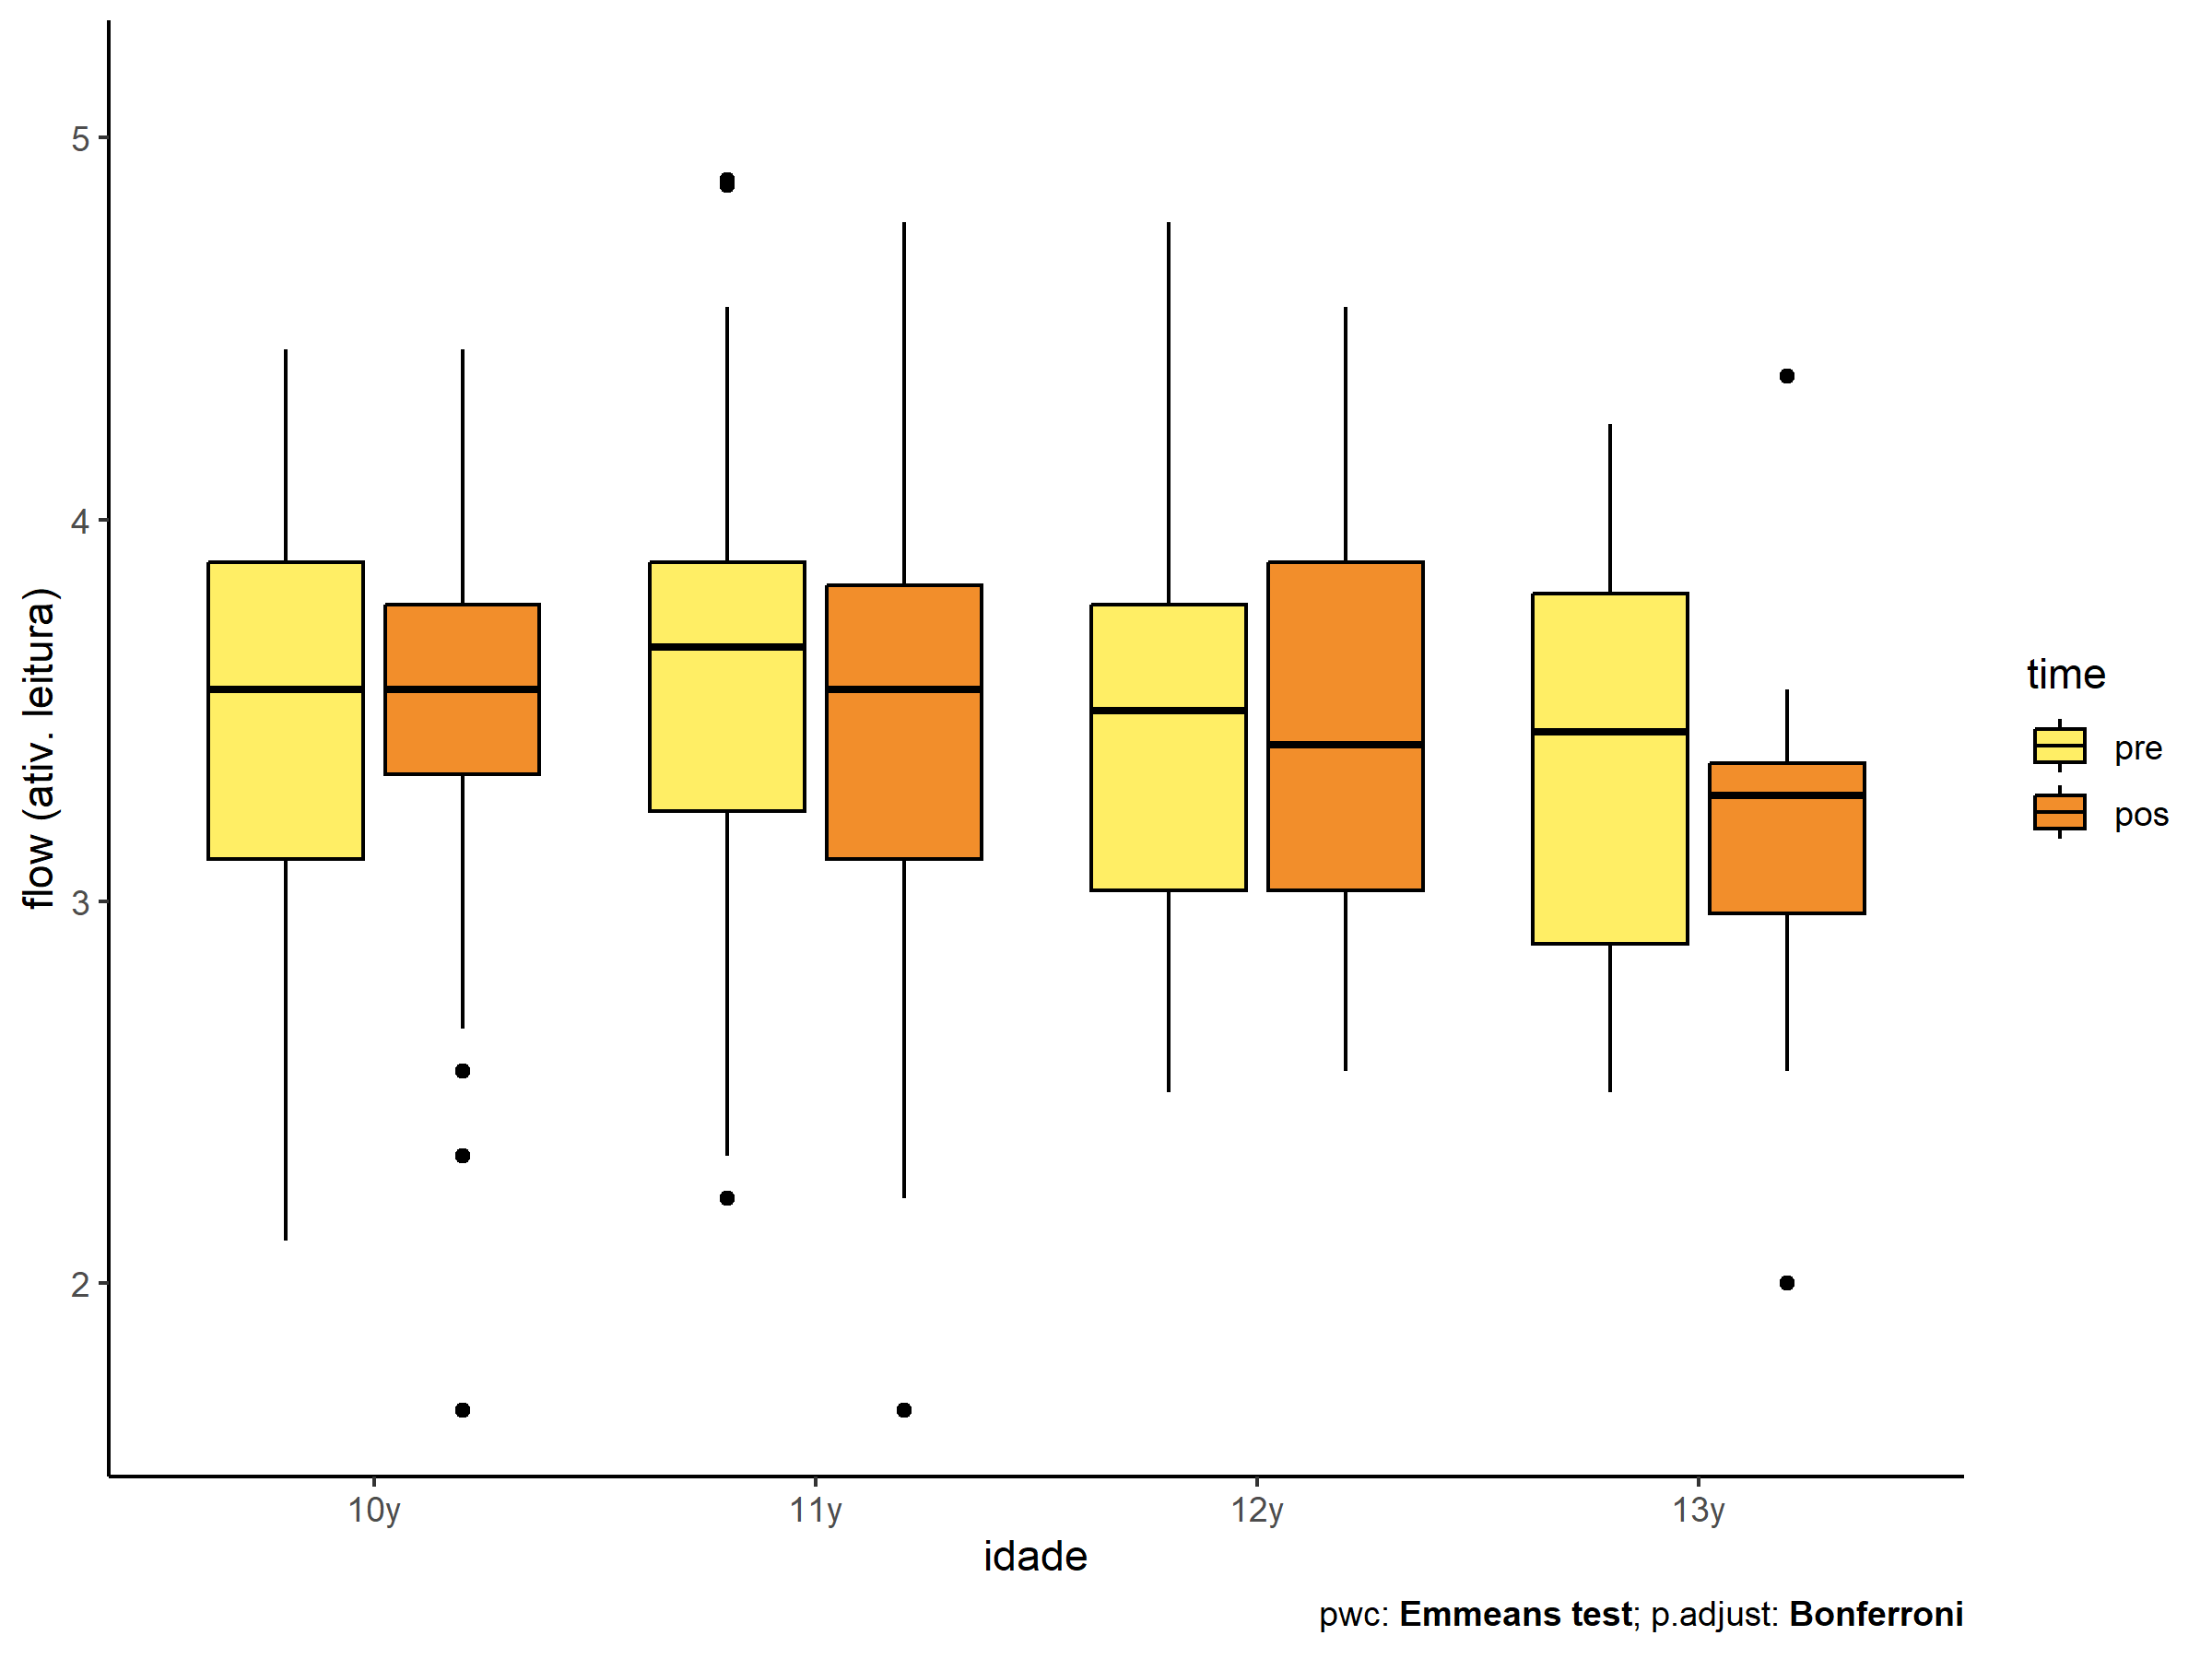 5
4
3
2
flow (ativ. leitura)
10y
11y
12y
13y
idade
time
pre
pos
pwc: Emmeans test; p.adjust: Bonferroni